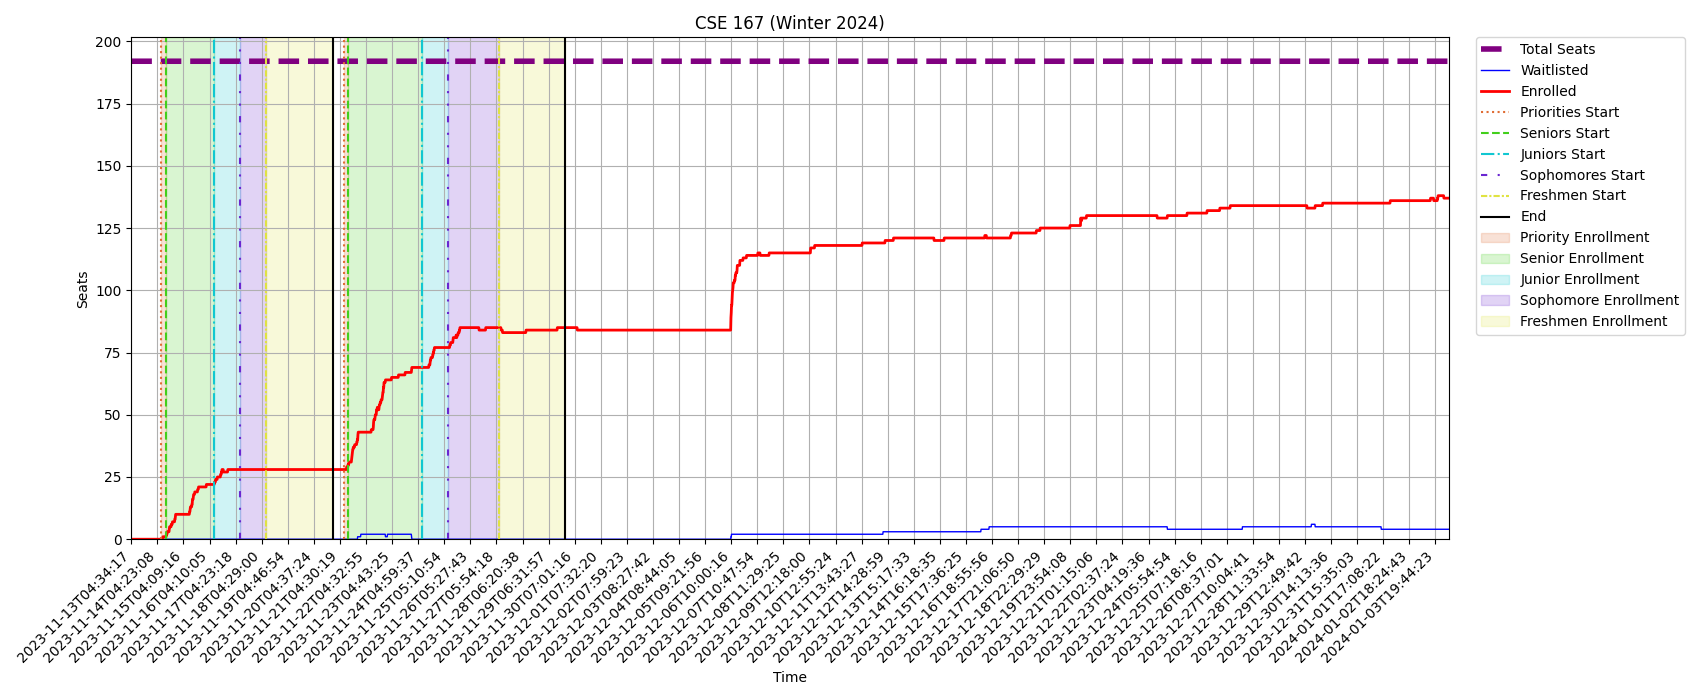 CSE 167 (Winter 2024)
200
175
150
125
100
75
50
25
0
Seats
2023-11-13T04:34:17
2023-11-14T04:23:08
2023-11-15T04:09:16
2023-11-16T04:10:05
2023-11-17T04:23:18
2023-11-18T04:29:00
2023-11-19T04:46:54
2023-11-20T04:37:24
2023-11-21T04:30:19
2023-11-22T04:32:55
2023-11-23T04:43:25
2023-11-24T04:59:37
2023-11-25T05:10:54
2023-11-26T05:27:43
2023-11-27T05:54:18
2023-11-28T06:20:38
2023-11-29T06:31:57
2023-11-30T07:01:16
2023-12-01T07:32:20
2023-12-02T07:59:23
2023-12-03T08:27:42
2023-12-04T08:44:05
2023-12-05T09:21:56
2023-12-06T10:00:16
2023-12-07T10:47:54
2023-12-08T11:29:25
2023-12-09T12:18:00
2023-12-10T12:55:24
2023-12-11T13:43:27
2023-12-12T14:28:59
2023-12-13T15:17:33
2023-12-14T16:18:35
2023-12-15T17:36:25
2023-12-16T18:55:56
2023-12-17T21:06:50
2023-12-18T22:29:29
2023-12-19T23:54:08
2023-12-21T01:15:06
2023-12-22T02:37:24
2023-12-23T04:19:36
2023-12-24T05:54:54
2023-12-25T07:18:16
2023-12-26T08:37:01
2023-12-27T10:04:41
2023-12-28T11:33:54
2023-12-29T12:49:42
2023-12-30T14:13:36
2023-12-31T15:35:03
2024-01-01T17:08:22
2024-01-02T18:24:43
2024-01-03T19:44:23
Time
Total Seats
Waitlisted
Enrolled
Priorities Start
Seniors Start
Juniors Start
Sophomores Start
Freshmen Start
End
Priority Enrollment
Senior Enrollment
Junior Enrollment
Sophomore Enrollment
Freshmen Enrollment